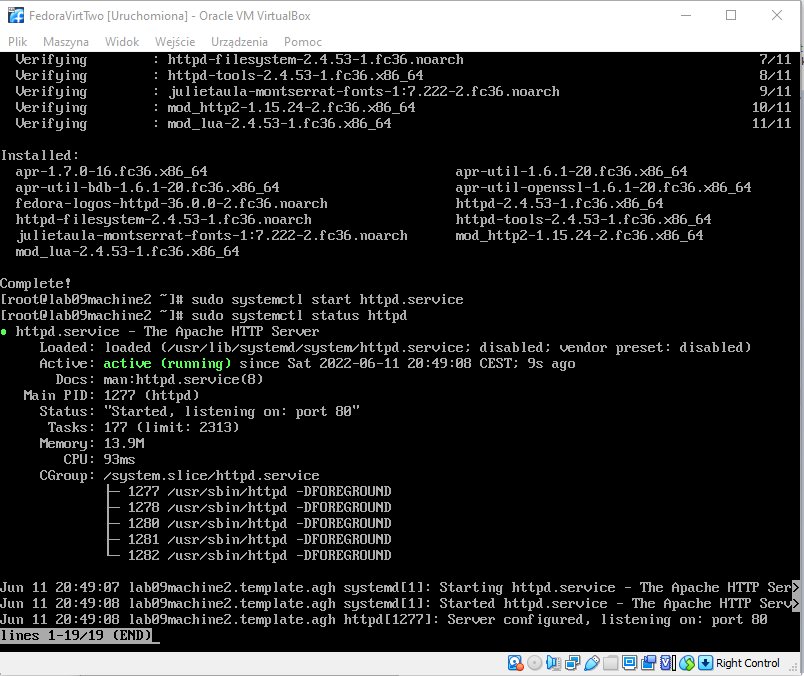 FedoraVirtTwo [Uruchomiona] - Oracle VM VirtualBox
Plik Maszyna Widok Wejście Urządzenia Pomoc
Verifying : httpd-filesystem-2.4.53-1.fc36.noarch 7/11
Verifying : httpd-tools-2.4.53-1.fc36.x86_64 8/11
Verifying : julietaula-montserrat-fonts-1:7.222-2.fc36.noarch 9/11
Verifying : mod_http2-1.15.24-2.fc36.x86_64 10/11
Verifying : mod_lua-2.4.53-1.fc36.x86_64 11/11
Installed:
apr-1.7.0-16.fc36.x86_64 apr-util-1.6.1-20.fc36.x86_64
apr-util-bdb-1.6.1-20.fc36.x86_64 apr-util-openssl-1.6.1-20.fc36.x86_64
fedora-logos-httpd-36.0.0-2.fc36.noarch httpd-2.4.53-1.fc36.x86_64
httpd-filesystem-2.4.53-1.fc36.noarch httpd-tools-2.4.53-1.fc36.x86_64
julietaula-montserrat-fonts-1:7.222-2.fc36.noarch mod_http2-1.15.24-2.fc36.x86_64
mod_lua-2.4.53-1.fc36.x86_64
Complete!
[root@lab09machine2 ~]# sudo systemctl start httpd.service
[root@lab09machine2 ~]# sudo systemctl status httpd
● httpd.service - The Apache HTTP Server
Loaded: loaded (/usr/lib/systemd/system/httpd.service; disabled; vendor preset: disabled)
Active: active (running) since Sat 2022-06-11 20:49:08 CEST; 9s ago
Docs: man:httpd.service(8)
Main PID: 1277 (httpd)
Status: "Started, listening on: port 80"
Tasks: 177 (limit: 2313)
Memory: 13.9M
CPU: 93ms
CGroup: /system.slice/httpd.service
├─ 1277 /usr/sbin/httpd -DFOREGROUND
├─ 1278 /usr/sbin/httpd -DFOREGROUND
├─ 1280 /usr/sbin/httpd -DFOREGROUND
├─ 1281 /usr/sbin/httpd -DFOREGROUND
└─ 1282 /usr/sbin/httpd -DFOREGROUND
Jun 11 20:49:07 lab09machine2.template.agh systemd[1]: Starting httpd.service - The Apache HTTP Ser>
Jun 11 20:49:08 lab09machine2.template.agh systemd[1]: Started httpd.service - The Apache HTTP Serv>
Jun 11 20:49:08 lab09machine2.template.agh httpd[1277]: Server configured, listening on: port 80
lines 1-19/19 (END)
Right Control